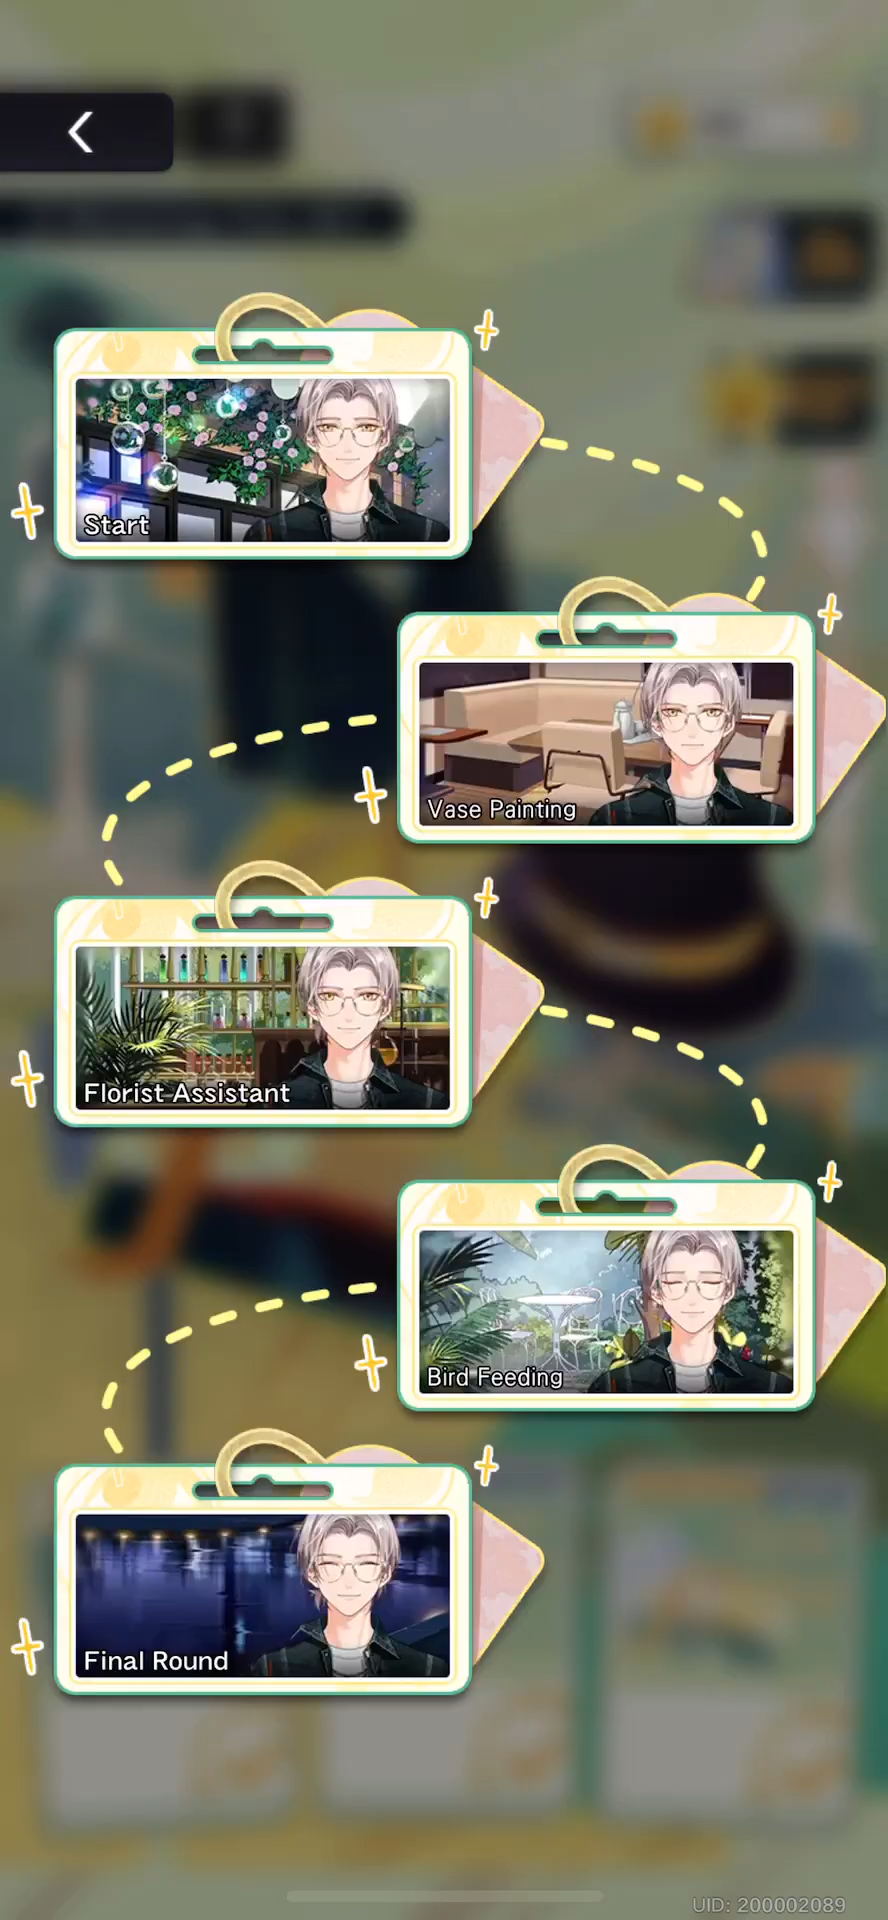 Start
Vase Painting
Florist Assistant
Bird Feeding
Final Round
UID: 200002089